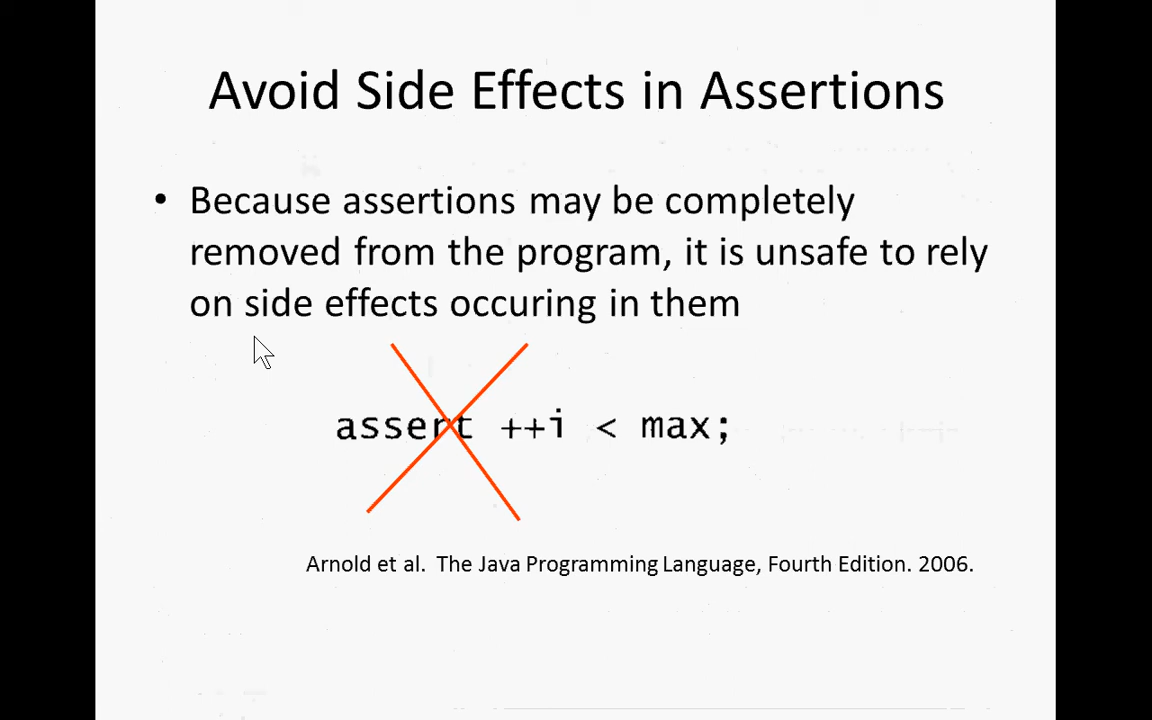 Avoid Side Effects in Assertions
• Because assertions may be completely
removed from the program, it is unsafe to rely
on side effects occuring in them
assert ++i < max;
Arnold et al. The Java Programming Language, Fourth Edition. 2006.